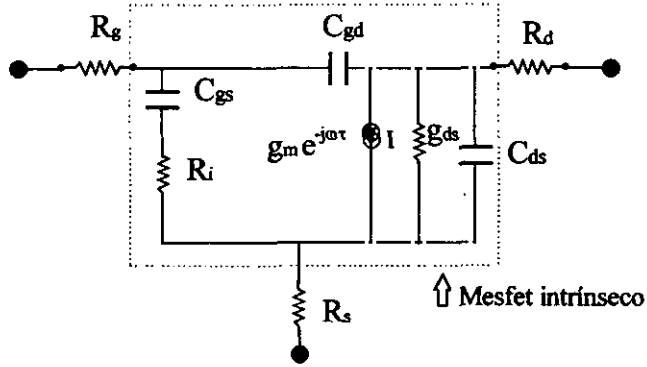 Rg
Cgd
Rd
Cgs
gm e-jωτ
I
gds
Cds
Ri
Rs
Mesfet intrínseco